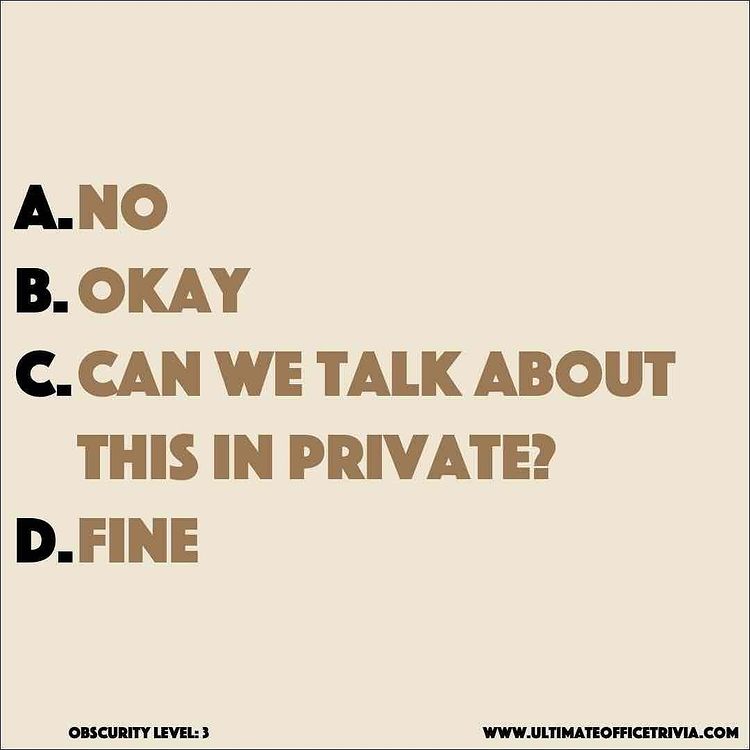 A. NO
B. OKAY
C. CAN WE TALK ABOUT
THIS IN PRIVATE?
D. FINE
OBSCURITY LEVEL: 3
WWW.ULTIMATEOFFICETRIVIA.COM